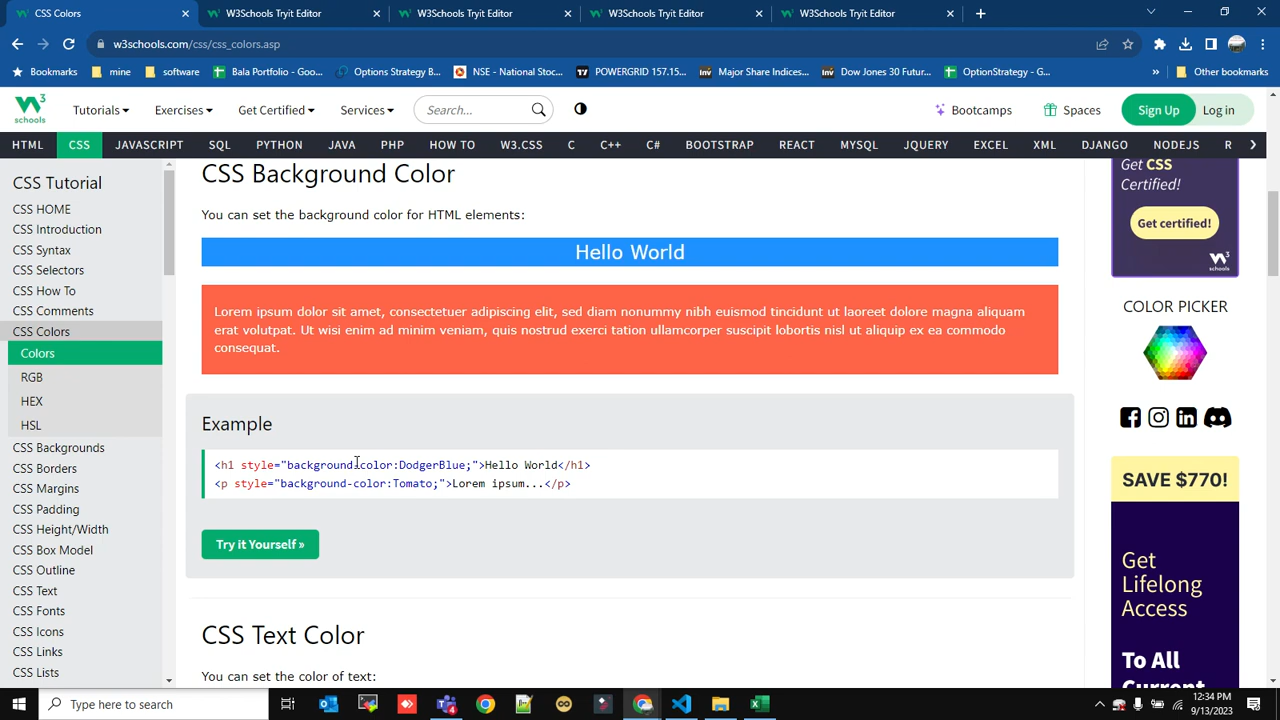 CSS Colors
W3Schools Tryit Editor
W3Schools Tryit Editor
W3Schools Tryit Editor
W3Schools Tryit Editor
w3schools.com/css/css_colors.asp
Bookmarks
mine
software
Bala Portfolio - Goo...
Options Strategy B...
NSE - National Stoc...
POWERGRID 157.15...
Major Share Indices...
Dow Jones 30 Futur...
OptionStrategy - G...
»
Other bookmarks
W3
schools
Tutorials
Exercises
Get Certified
Services
Search...
Bootcamps
Spaces
Sign Up
Log in
HTML CSS JAVASCRIPT SQL PYTHON JAVA PHP HOW TO W3.CSS C C++ C# BOOTSTRAP REACT MYSQL JQUERY EXCEL XML DJANGO NODEJS R
CSS Tutorial
CSS HOME
CSS Introduction
CSS Syntax
CSS Selectors
CSS How To
CSS Comments
CSS Colors
Colors
RGB
HEX
HSL
CSS Backgrounds
CSS Borders
CSS Margins
CSS Padding
CSS Height/Width
CSS Box Model
CSS Outline
CSS Text
CSS Fonts
CSS Icons
CSS Links
CSS Lists
CSS Background Color
You can set the background color for HTML elements:
Hello World
Lorem ipsum dolor sit amet, consectetuer adipiscing elit, sed diam nonummy nibh euismod tincidunt ut laoreet dolore magna aliquam
erat volutpat. Ut wisi enim ad minim veniam, quis nostrud exerci tation ullamcorper suscipit lobortis nisl ut aliquip ex ea commodo
consequat.
Example
<h1 style="background-color:DodgerBlue;">Hello World</h1>
<p style="background-color:Tomato;">Lorem ipsum...</p>
Try it Yourself »
CSS Text Color
You can set the color of text:
Get CSS
Certified!
Get certified!
W3
schools
COLOR PICKER
SAVE $770!
Get
Lifelong
Access
To All
Current
Type here to search
12:34 PM
9/13/2023